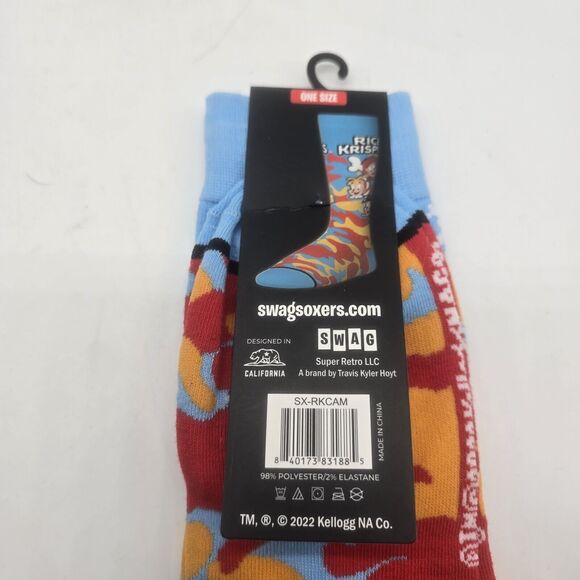 ONE SIZE
swagsoxers.com
DESIGNED IN
CALIFORNIA
SWAG
Super Retro LLC
A brand by Travis Kyler Hoyt
SX-RKCAM
8 40173 83188 5
MADE IN CHINA
98% POLYESTER/2% ELASTANE
TM, ®, © 2022 Kellogg NA Co.